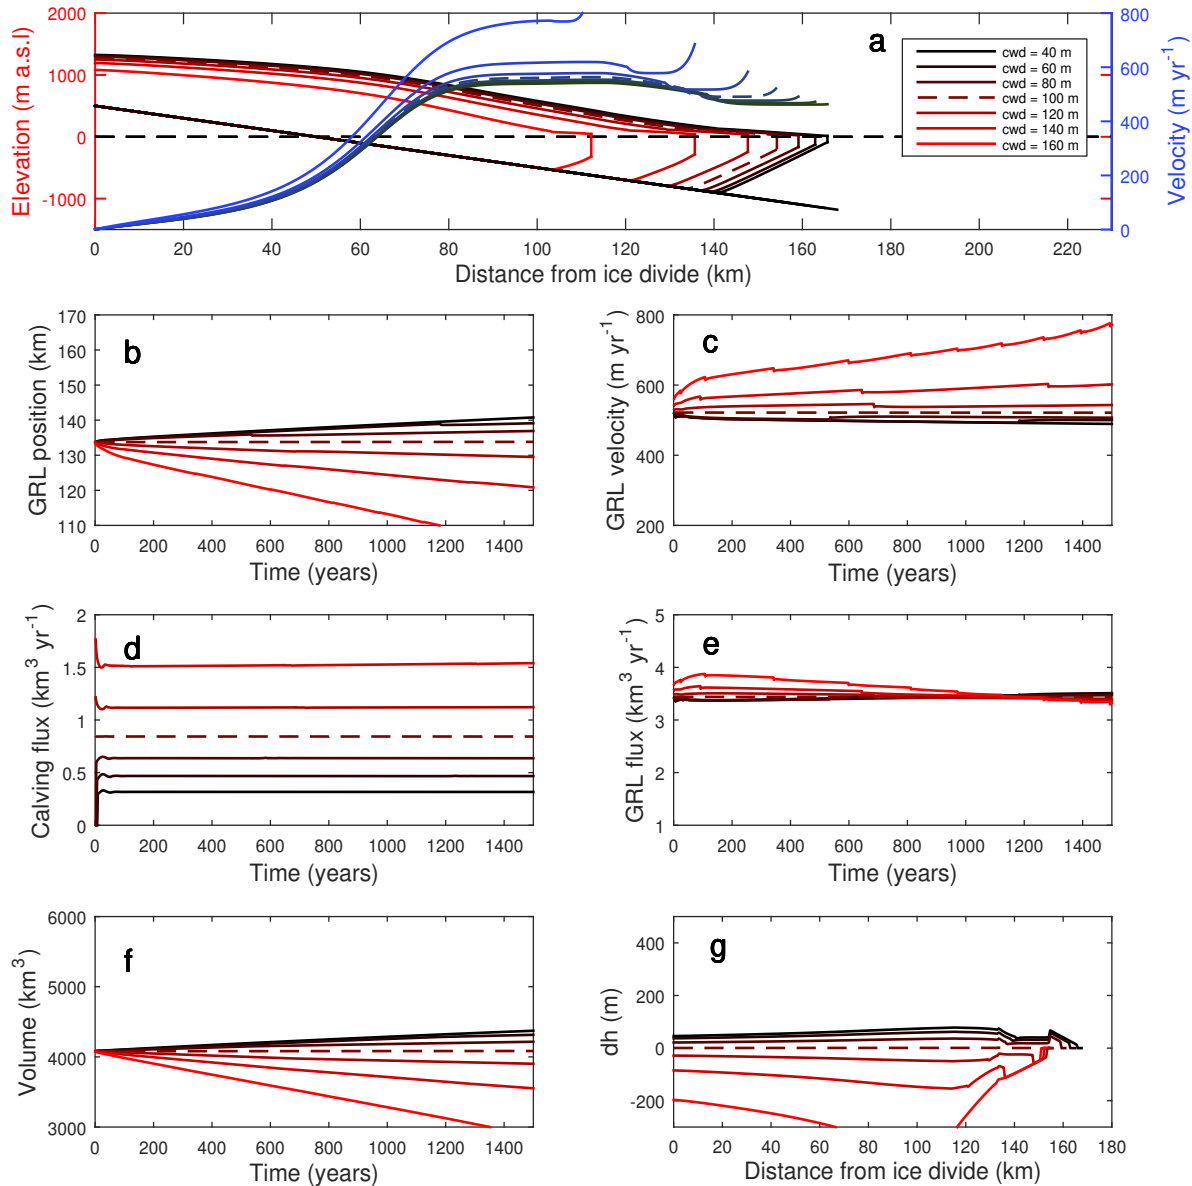 2000
1000
0
-1000
Elevation (m a.s.l)
a
cwd = 40 m
cwd = 60 m
cwd = 80 m
cwd = 100 m
cwd = 120 m
cwd = 140 m
cwd = 160 m
800
600
400
200
0
Velocity (m yr⁻¹)
0 20 40 60 80 100 120 140 160 180 200 220
Distance from ice divide (km)
170
160
150
140
130
120
110
GRL position (km)
b
0 200 400 600 800 1000 1200 1400
Time (years)
800
600
400
200
GRL velocity (m yr⁻¹)
c
0 200 400 600 800 1000 1200 1400
Time (years)
2
1.5
1
0.5
0
Calving flux (km³ yr⁻¹)
d
0 200 400 600 800 1000 1200 1400
Time (years)
5
4
3
2
1
GRL flux (km³ yr⁻¹)
e
0 200 400 600 800 1000 1200 1400
Time (years)
6000
5000
4000
3000
Volume (km³)
f
0 200 400 600 800 1000 1200 1400
Time (years)
400
200
0
-200
dh (m)
g
0 20 40 60 80 100 120 140 160 180
Distance from ice divide (km)